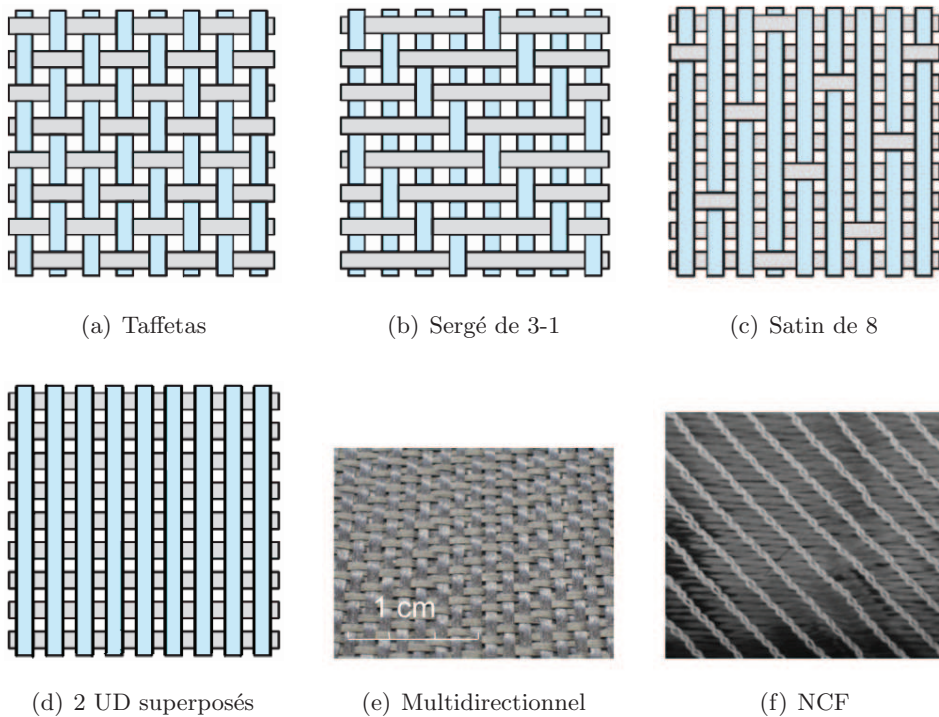 (a) Taffetas
(b) Sergé de 3-1
(c) Satin de 8
1 cm
(d) 2 UD superposés
(e) Multidirectionnel
(f) NCF